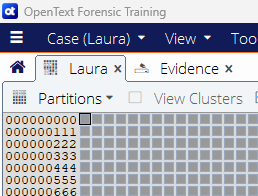 OpenText Forensic Training
Case (Laura) View Too
Laura Evidence
Partitions View Clusters
000000000
000000111
000000222
000000333
000000444
000000555
000000666